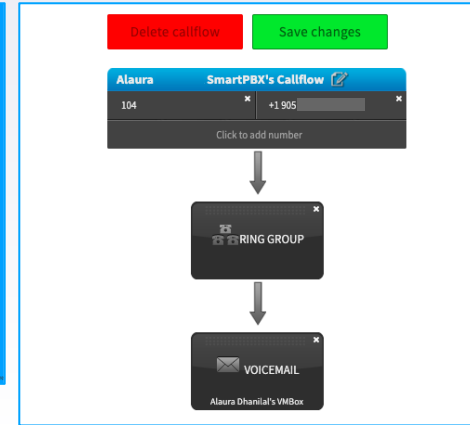 Delete callflow Save changes
Alaura SmartPBX's Callflow
104 +1 905
Click to add number
RING GROUP
VOICEMAIL
Alaura Dhanilal's VMBox